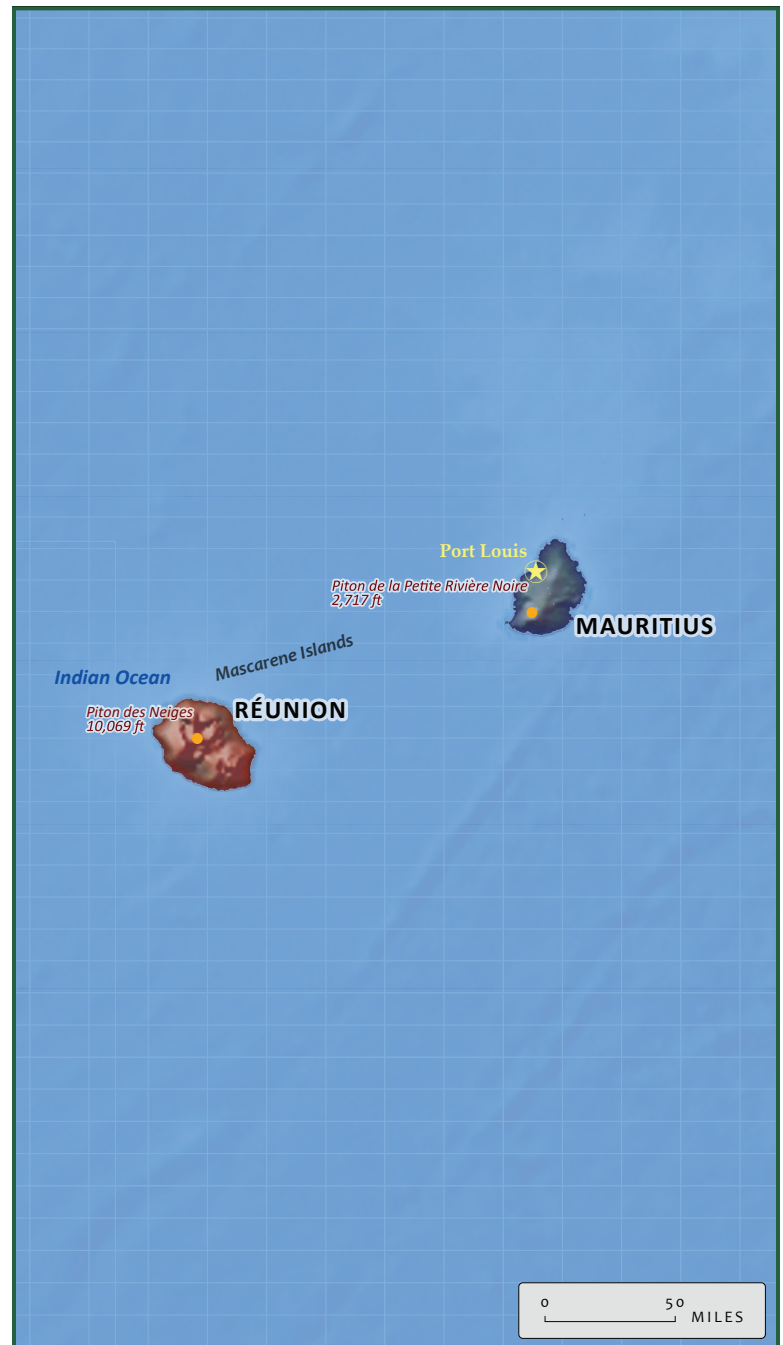 Port Louis
Piton de la Petite Rivière Noire
2,717 ft
MAURITIUS
Mascarene Islands
Indian Ocean
RÉUNION
Piton des Neiges
10,069 ft
0 50
MILES